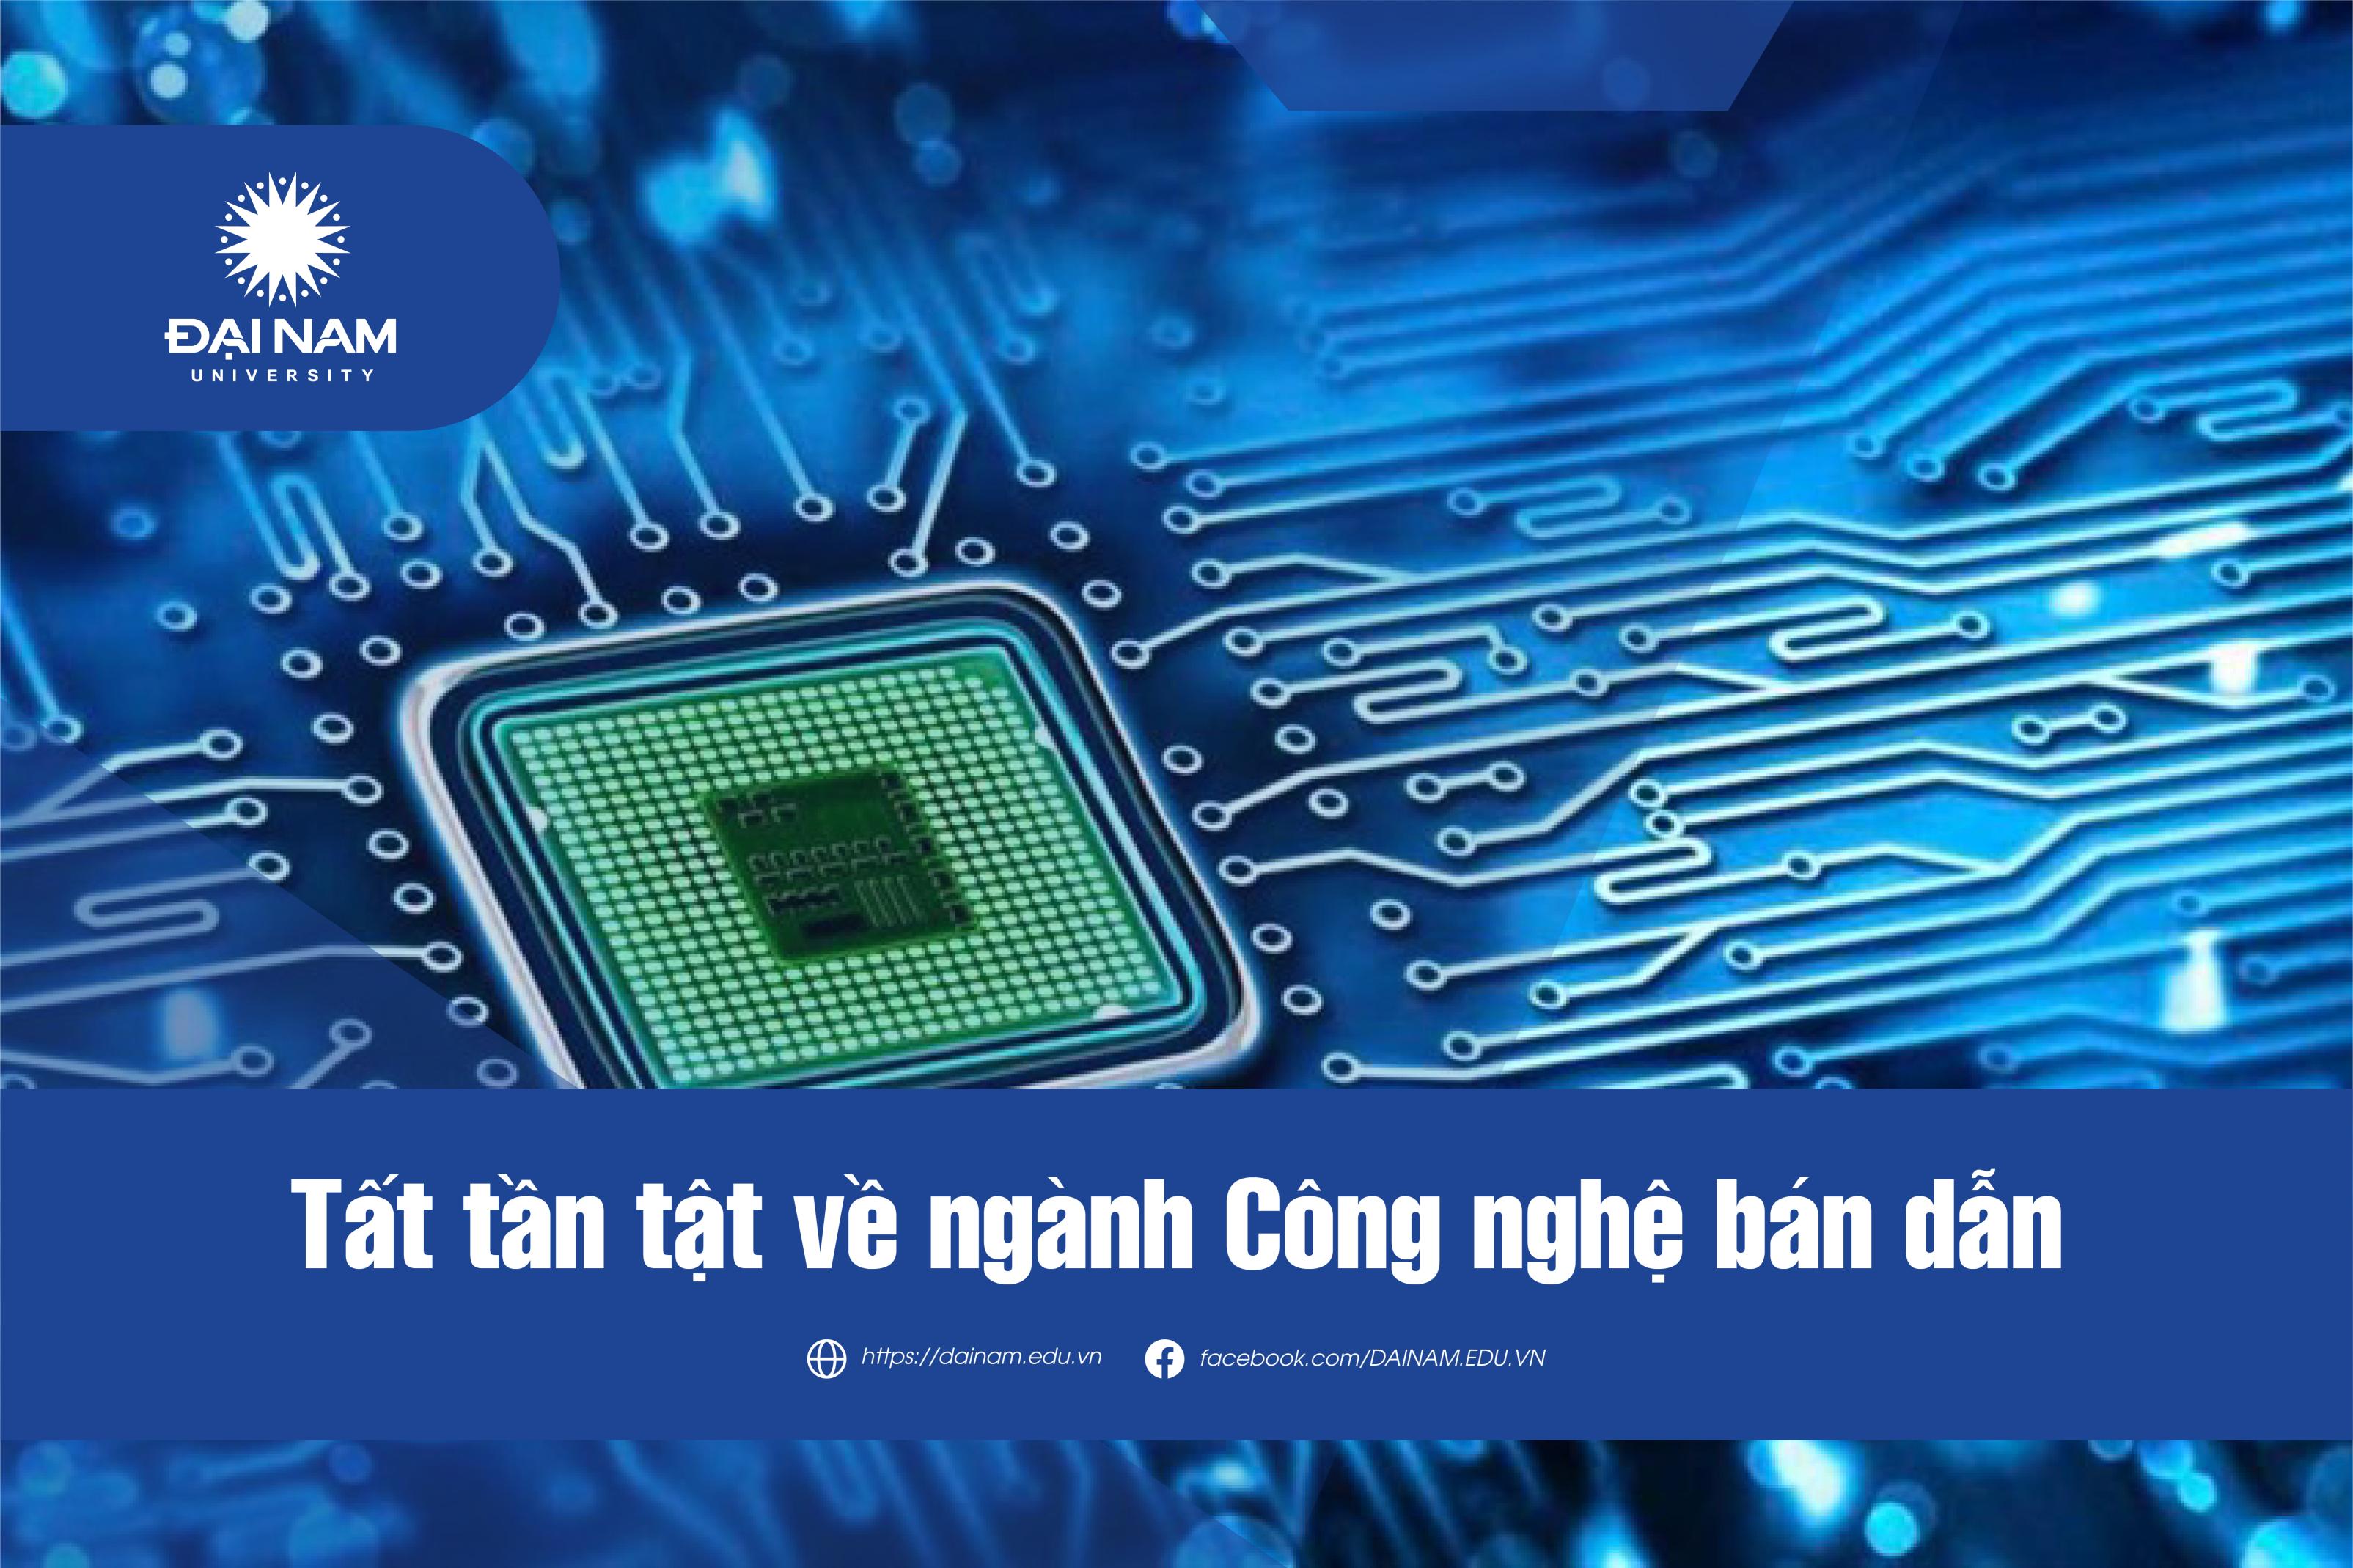 ĐẠI NAM
UNIVERSITY
Tất tần tật về ngành Công nghệ bán dẫn
https://dainam.edu.vn facebook.com/DAINAM.EDU.VN